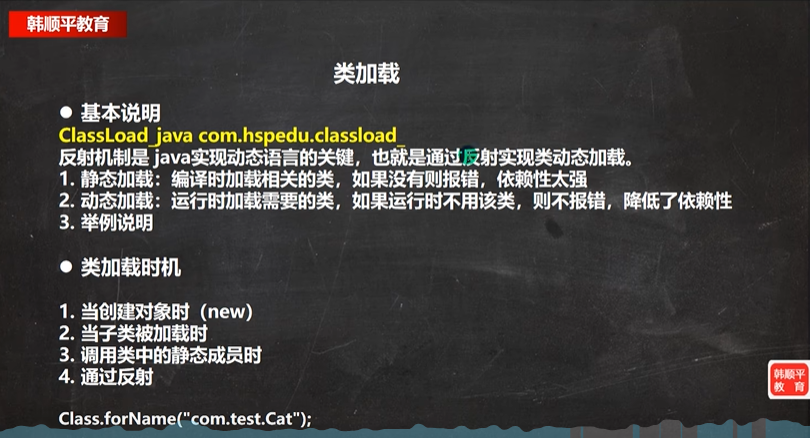 韩顺平教育
类加载
● 基本说明
ClassLoad_java com.hspedu.classload_
反射机制是 java实现动态语言的关键，也就是通过反射实现类动态加载。
1. 静态加载：编译时加载相关的类，如果没有则报错，依赖性太强
2. 动态加载：运行时加载需要的类，如果运行时不用该类，则不报错，降低了依赖性
3. 举例说明
● 类加载时机
1. 当创建对象时（new）
2. 当子类被加载时
3. 调用类中的静态成员时
4. 通过反射
Class.forName("com.test.Cat");
韩顺平
教 育